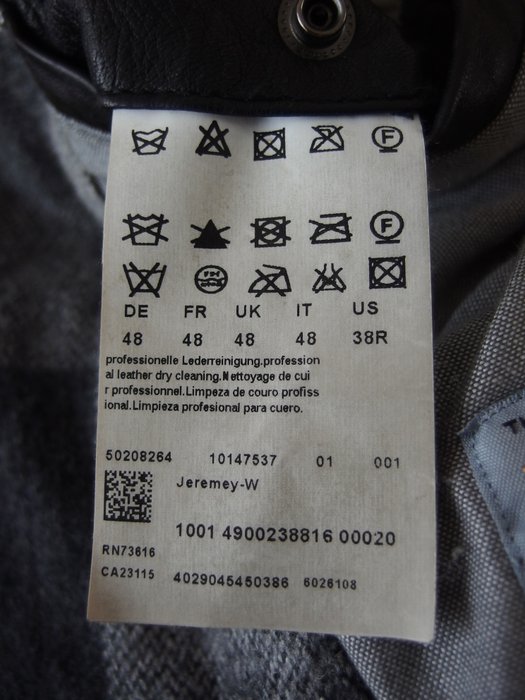 F
F
DE FR UK IT US
48 48 48 48 38R
professionelle Lederreinigung.profession
al leather dry cleaning.Nettoyage de cui
r professionnel.Limpeza de couro profiss
ional.Limpieza profesional para cuero.
50208264 10147537 01 001
Jeremey-W
1001 4900238816 00020
RN73616
CA23115 4029045450386 6026108